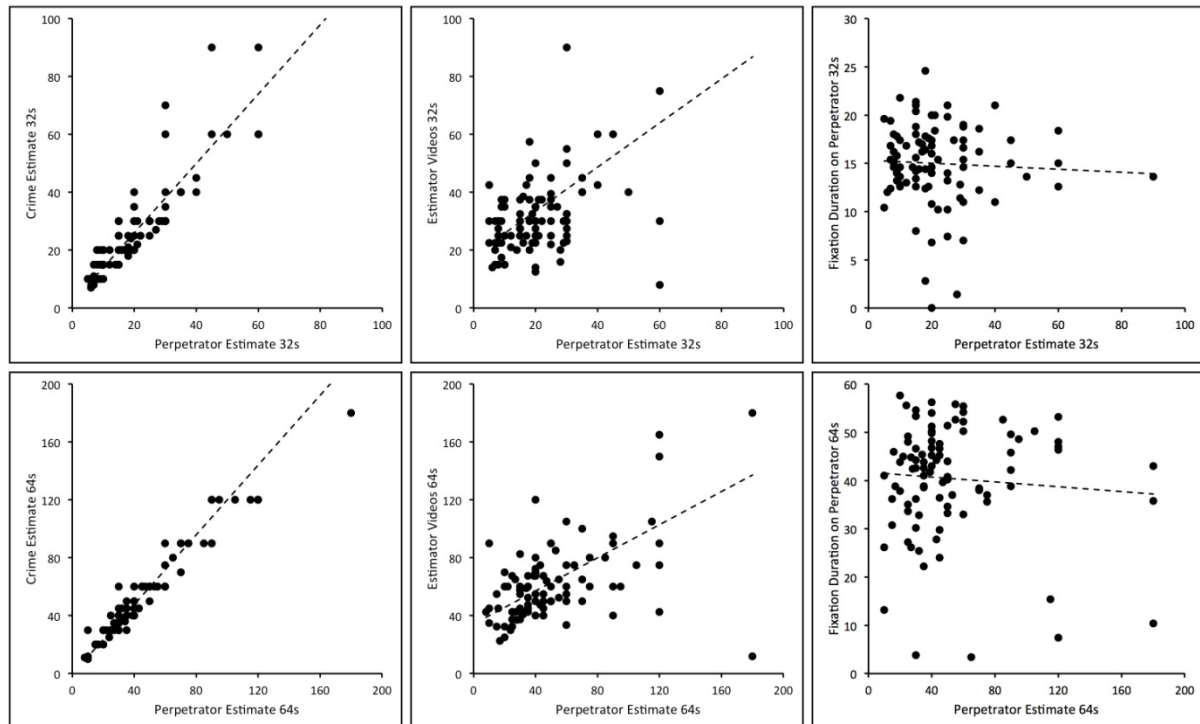 Crime Estimate 32s
100
80
60
40
20
0
0 20 40 60 80 100
Perpetrator Estimate 32s
Estimator Videos 32s
100
80
60
40
20
0
0 20 40 60 80 100
Perpetrator Estimate 32s
Fixation Duration on Perpetrator 32s
30
25
20
15
10
5
0
0 20 40 60 80 100
Perpetrator Estimate 32s
Crime Estimate 64s
200
160
120
80
40
0
0 40 80 120 160 200
Perpetrator Estimate 64s
Estimator Videos 64s
200
160
120
80
40
0
0 40 80 120 160 200
Perpetrator Estimate 64s
Fixation Duration on Perpetrator 64s
60
50
40
30
20
10
0
0 40 80 120 160 200
Perpetrator Estimate 64s